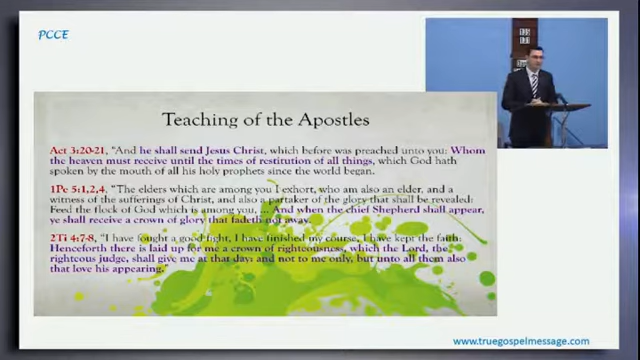 PCCE
Teaching of the Apostles
Act 3:20-21, "And he shall send Jesus Christ, which before was preached unto you: Whom
the heaven must receive until the times of restitution of all things, which God hath
spoken by the mouth of all his holy prophets since the world began.
1Pe 5:1,2,4, "The elders which are among you I exhort, who am also an elder, and a
witness of the sufferings of Christ, and also a partaker of the glory that shall be revealed:
Feed the flock of God which is among you, ... And when the chief Shepherd shall appear,
ye shall receive a crown of glory that fadeth not away.
2Ti 4:7-8, "I have fought a good fight, I have finished my course, I have kept the faith:
Henceforth there is laid up for me a crown of righteousness, which the Lord, the
righteous judge, shall give me at that day: and not to me only, but unto all them also
that love his appearing."
www.truegospelmessage.com